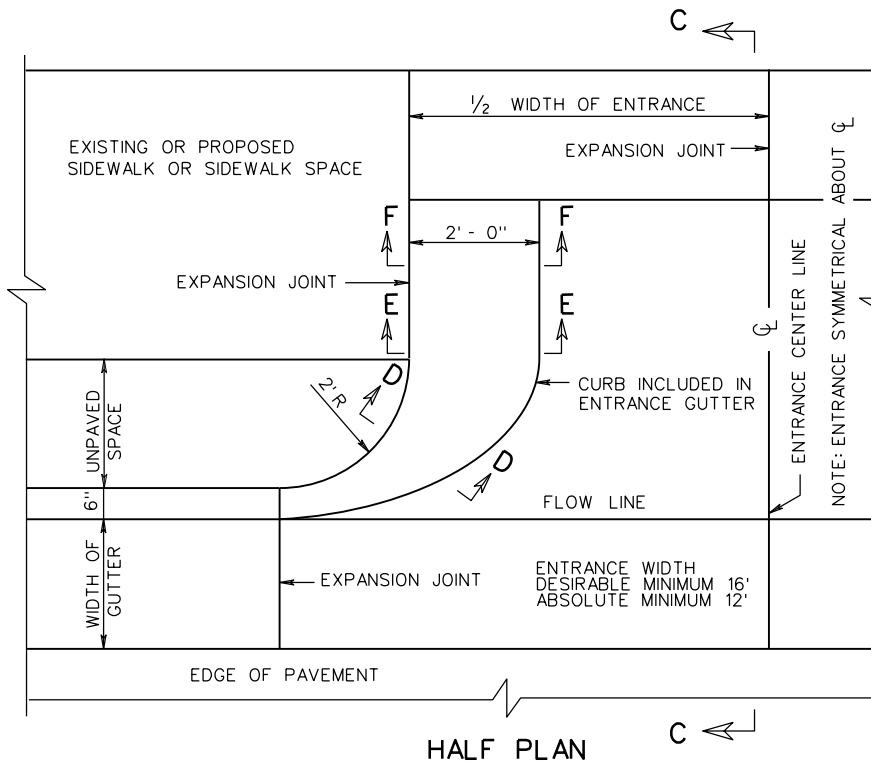 C
½ WIDTH OF ENTRANCE
EXISTING OR PROPOSED
SIDEWALK OR SIDEWALK SPACE
EXPANSION JOINT
F
F
2' - 0"
EXPANSION JOINT
E
E
D
2' R
CURB INCLUDED IN
ENTRANCE GUTTER
UNPAVED
SPACE
D
6"
FLOW LINE
WIDTH OF
GUTTER
EXPANSION JOINT
ENTRANCE WIDTH
DESIRABLE MINIMUM 16'
ABSOLUTE MINIMUM 12'
℄
ENTRANCE CENTER LINE
NOTE: ENTRANCE SYMMETRICAL ABOUT ℄
EDGE OF PAVEMENT
C
HALF PLAN